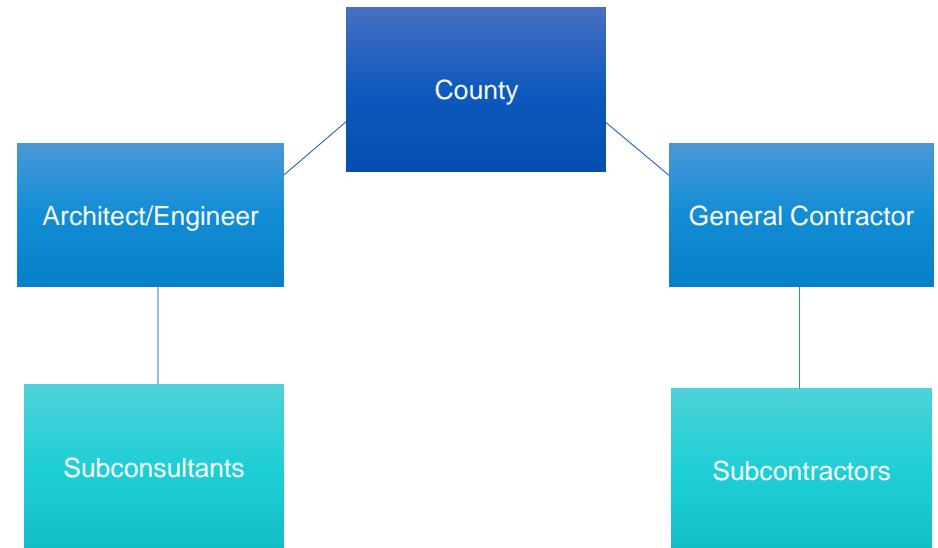 County
Architect/Engineer
General Contractor
Subconsultants
Subcontractors